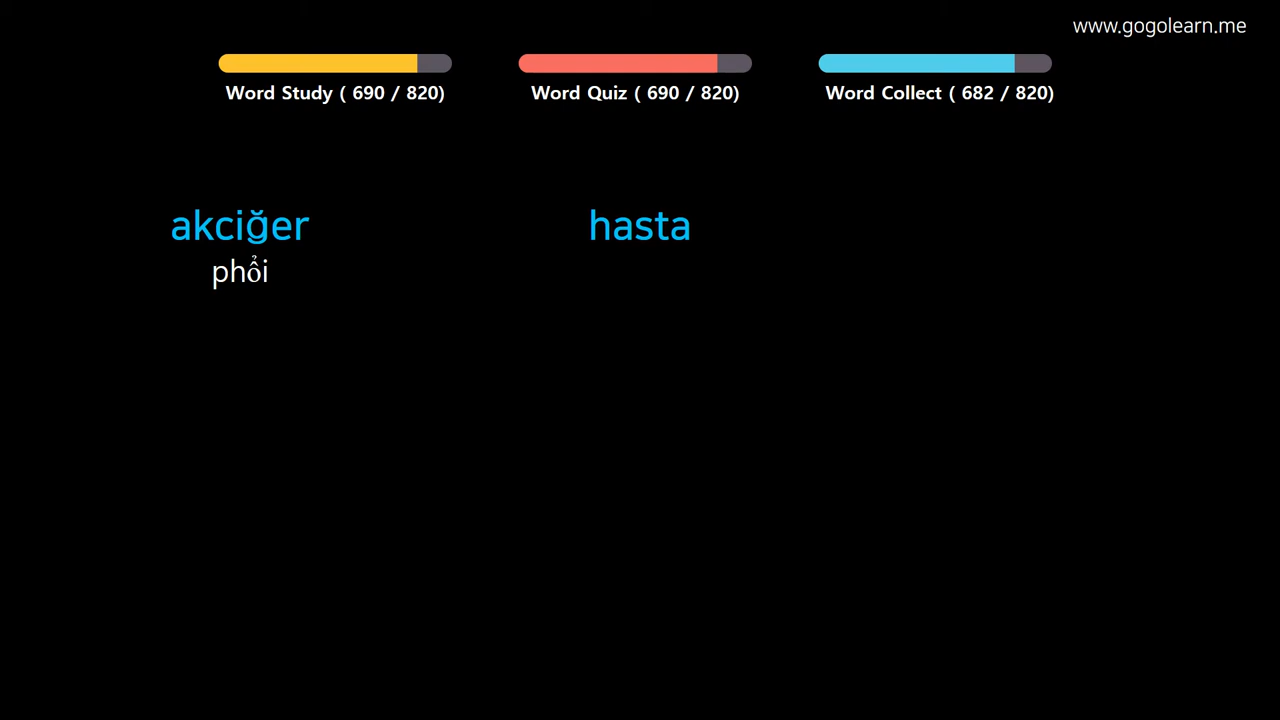 www.gogolearn.me
Word Study ( 690 / 820)
Word Quiz ( 690 / 820)
Word Collect ( 682 / 820)
akciğer
phổi
hasta